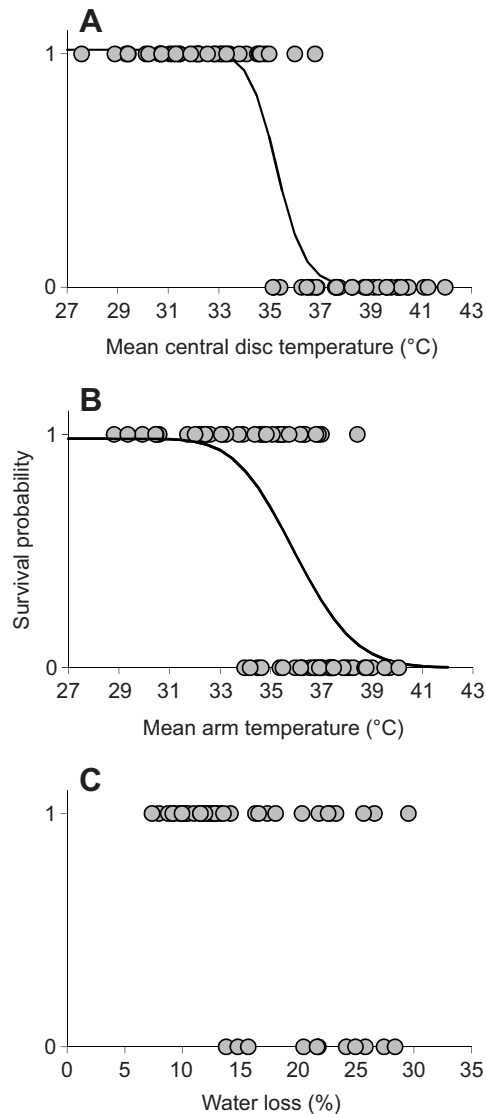 A
1
0
27 29 31 33 35 37 39 41 43
Mean central disc temperature (°C)
B
1
0
27 29 31 33 35 37 39 41 43
Mean arm temperature (°C)
Survival probability
C
1
0
0 5 10 15 20 25 30 35
Water loss (%)